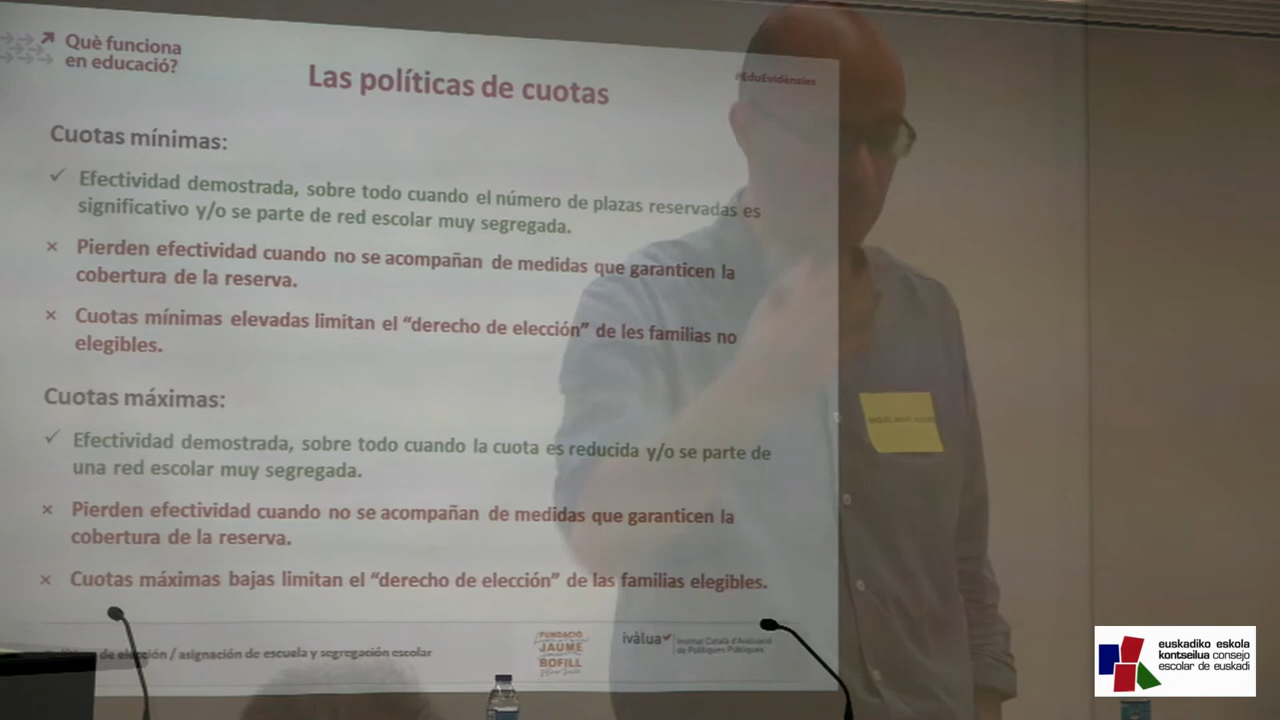 Què funciona
en educació?
Las políticas de cuotas
#EduEvidències
Cuotas mínimas:
✓ Efectividad demostrada, sobre todo cuando el número de plazas reservadas es
significativo y/o se parte de red escolar muy segregada.
× Pierden efectividad cuando no se acompañan de medidas que garanticen la
cobertura de la reserva.
× Cuotas mínimas elevadas limitan el “derecho de elección” de les familias no
elegibles.
Cuotas máximas:
✓ Efectividad demostrada, sobre todo cuando la cuota es reducida y/o se parte de
una red escolar muy segregada.
× Pierden efectividad cuando no se acompañan de medidas que garanticen la
cobertura de la reserva.
× Cuotas máximas bajas limitan el “derecho de elección” de las familias elegibles.
de elección / asignación de escuela y segregación escolar
FUNDACIÓ
JAUME
BOFILL
ivàlua
Institut Català d'Avaluació
de Polítiques Públiques
euskadiko eskola
kontseilua consejo
escolar de euskadi